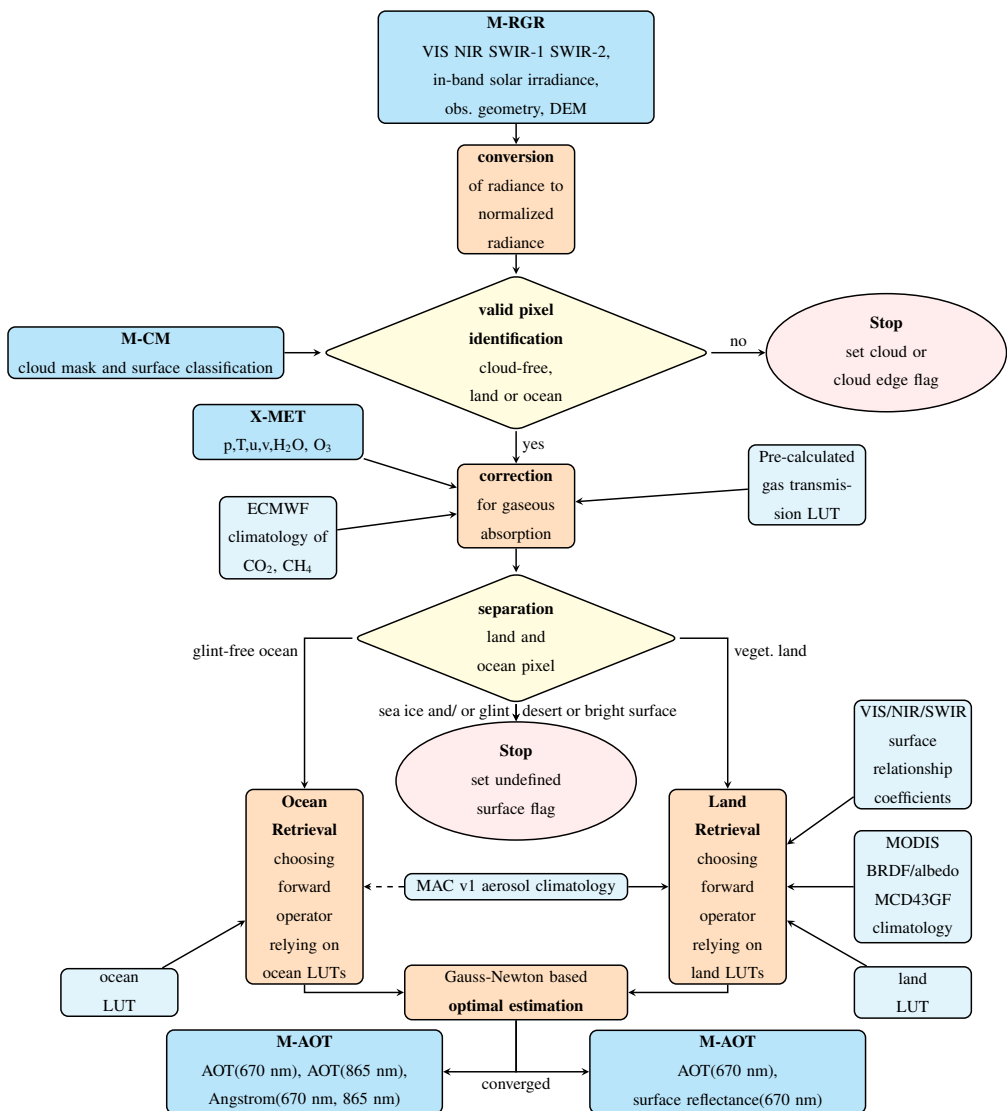 M-RGR
VIS NIR SWIR-1 SWIR-2,
in-band solar irradiance,
obs. geometry, DEM
conversion
of radiance to
normalized
radiance
valid pixel
identification
cloud-free,
land or ocean
M-CM
cloud mask and surface classification
no
Stop
set cloud or
cloud edge flag
yes
X-MET
p,T,u,v,H₂O, O₃
ECMWF
climatology of
CO₂, CH₄
correction
for gaseous
absorption
Pre-calculated
gas transmis-
sion LUT
separation
land and
ocean pixel
glint-free ocean
veget. land
sea ice and/ or glint
desert or bright surface
Stop
set undefined
surface flag
VIS/NIR/SWIR
surface
relationship
coefficients
Ocean
Retrieval
choosing
forward
operator
relying on
ocean LUTs
MAC v1 aerosol climatology
Land
Retrieval
choosing
forward
operator
relying on
land LUTs
MODIS
BRDF/albedo
MCD43GF
climatology
ocean
LUT
land
LUT
Gauss-Newton based
optimal estimation
M-AOT
AOT(670 nm), AOT(865 nm),
Angstrom(670 nm, 865 nm)
converged
M-AOT
AOT(670 nm),
surface reflectance(670 nm)